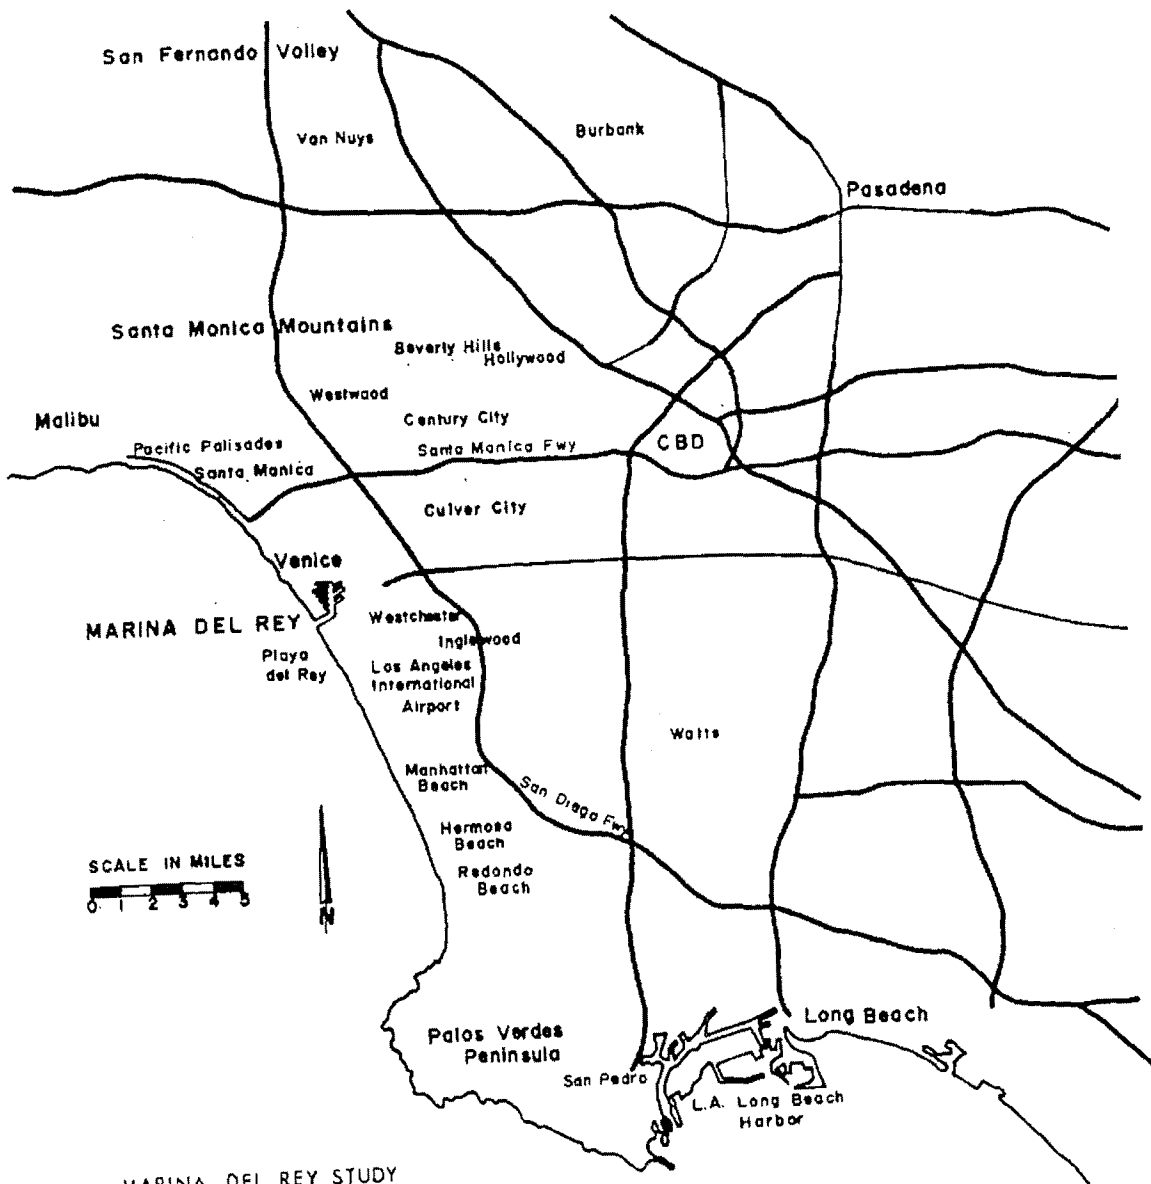 San Fernando Volley
Van Nuys
Burbank
Pasadena
Santa Monica Mountains
Beverly Hills
Hollywood
Westwood
Malibu
Century City
Pacific Palisades
Santa Monica Fwy
CBD
Santa Monica
Culver City
Venice
MARINA DEL REY
Westchester
Inglewood
Playa
del Rey
Los Angeles
International
Airport
Watts
Manhattan
Beach
San Diego Fwy
Hermosa
Beach
SCALE IN MILES
Redondo
Beach
0 1 2 3 4 5
N
Long Beach
Palos Verdes
Peninsula
San Pedro
L.A. Long Beach
Harbor
MARINA DEL REY STUDY